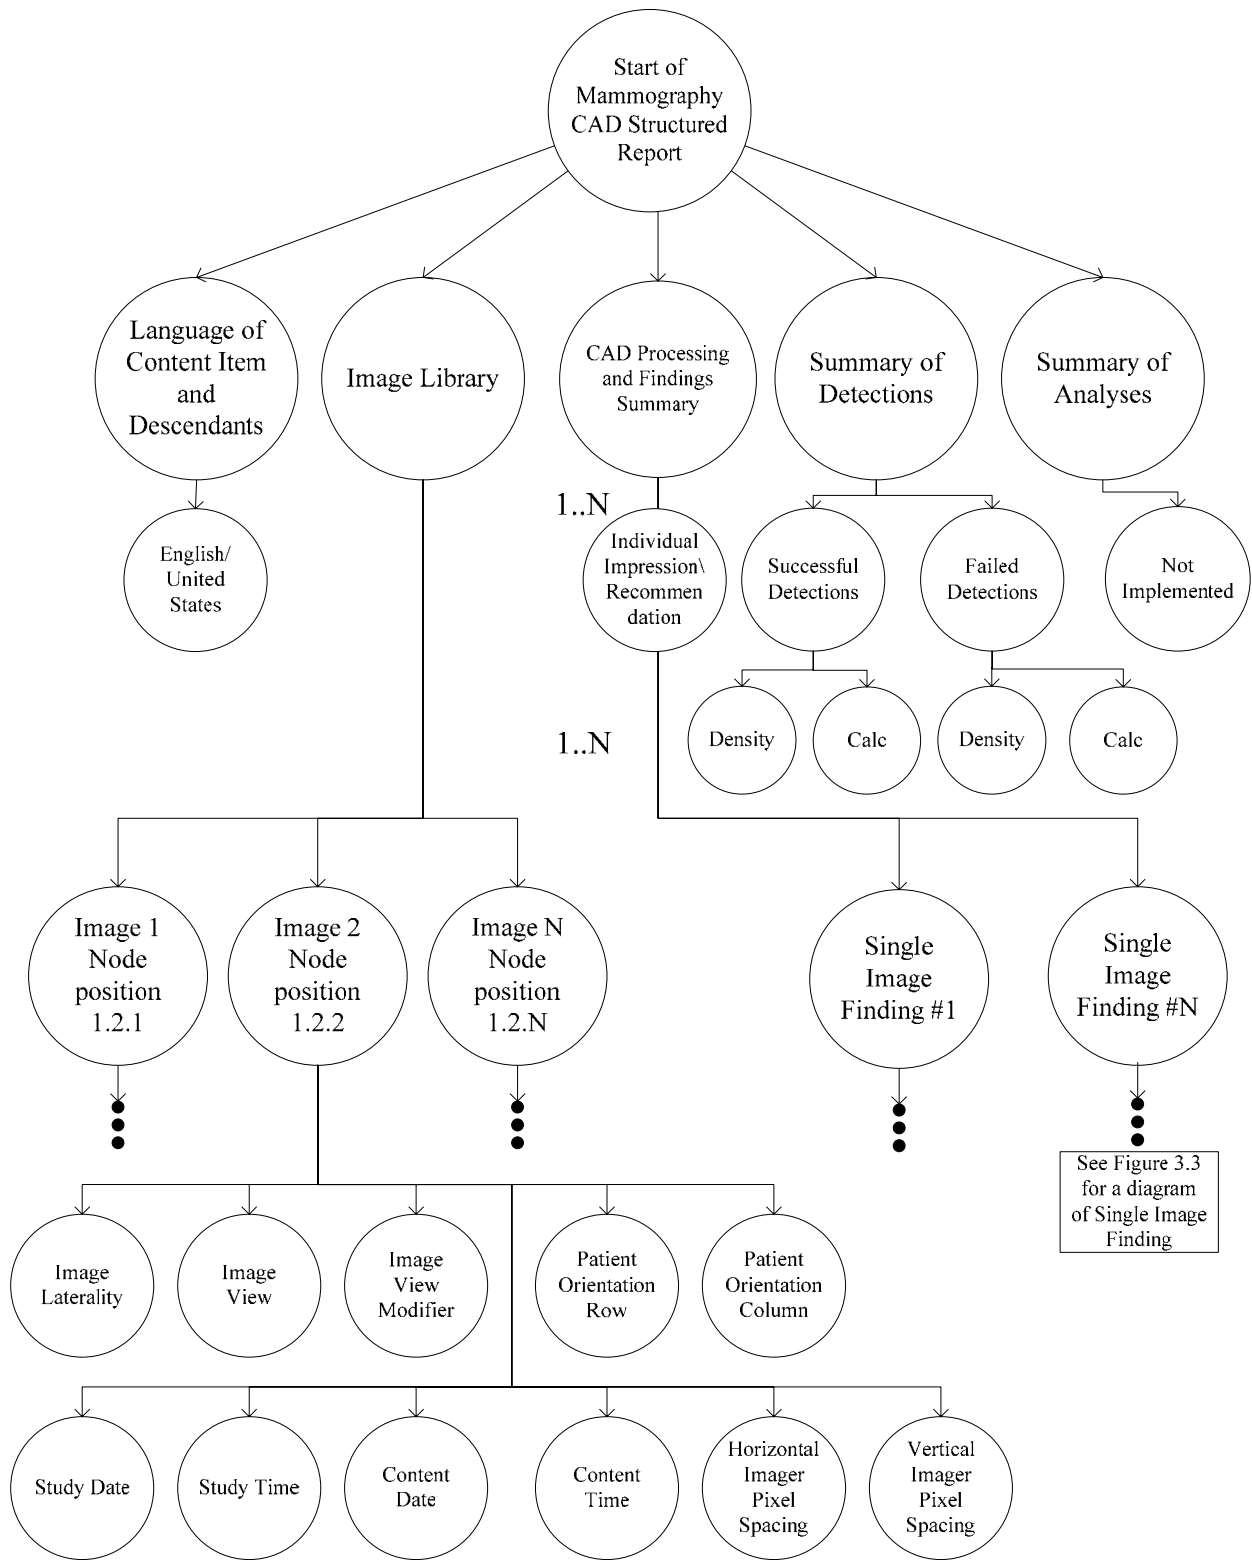 Start of
Mammography
CAD Structured
Report
Language of
Content Item
and
Descendants
Image Library
CAD Processing
and Findings
Summary
Summary of
Detections
Summary of
Analyses
1..N
English/
United
States
Individual
Impression\
Recommen
dation
Successful
Detections
Failed
Detections
Not
Implemented
1..N
Density
Calc
Density
Calc
Image 1
Node
position
1.2.1
Image 2
Node
position
1.2.2
Image N
Node
position
1.2.N
Single
Image
Finding #1
Single
Image
Finding #N
See Figure 3.3
for a diagram
of Single Image
Finding
Image
Laterality
Image
View
Image
View
Modifier
Patient
Orientation
Row
Patient
Orientation
Column
Study Date
Study Time
Content
Date
Content
Time
Horizontal
Imager
Pixel
Spacing
Vertical
Imager
Pixel
Spacing